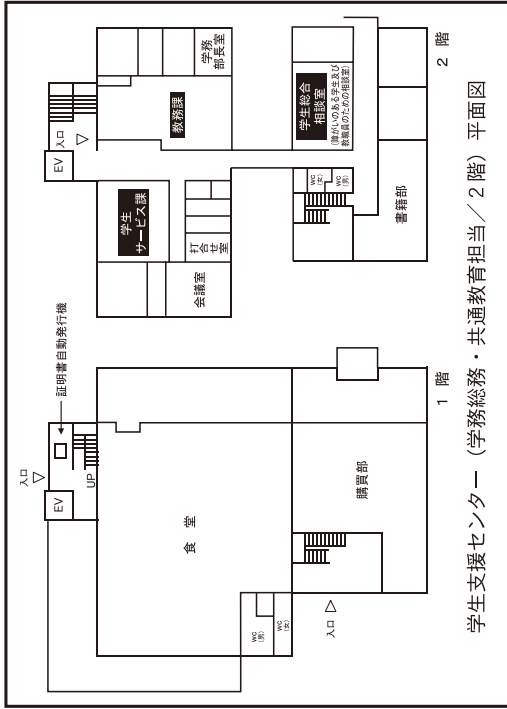 学生支援センター（学務総務・共通教育担当／2階）平面図
1 階
入口
EV
UP
証明書自動発行機
食 堂
購買部
WC
(男)
WC
(女)
入口
2 階
EV
入口
学生
サービス課
教務課
学務
部長室
打合
せ室
会議室
学生総合
相談室
(障がいのある学生及び
教職員のための相談室)
WC
(女)
WC
(男)
書籍部